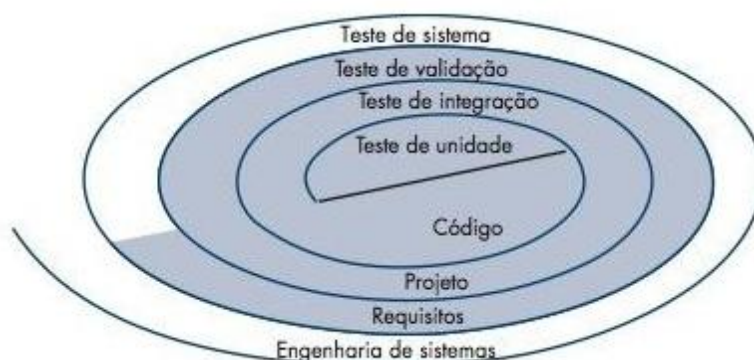 Teste de sistema
Teste de validação
Teste de integração
Teste de unidade
Código
Projeto
Requisitos
Engenharia de sistemas